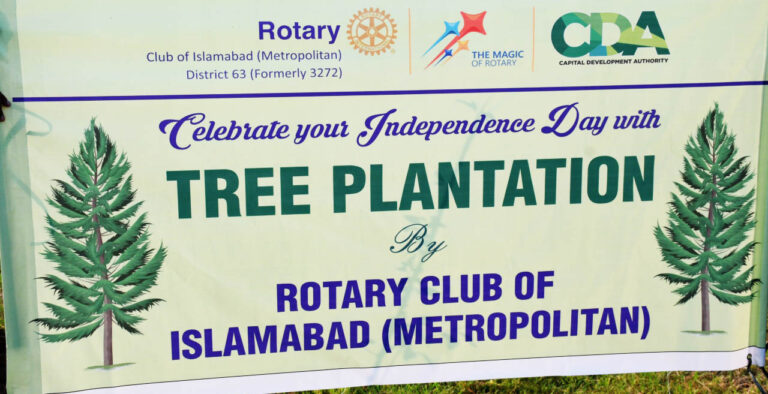 Rotary
Club of Islamabad (Metropolitan)
District 63 (Formerly 3272)
THE MAGIC
OF ROTARY
CDA
CAPITAL DEVELOPMENT AUTHORITY
Celebrate your Independence Day with
TREE PLANTATION
By
ROTARY CLUB OF
ISLAMABAD (METROPOLITAN)